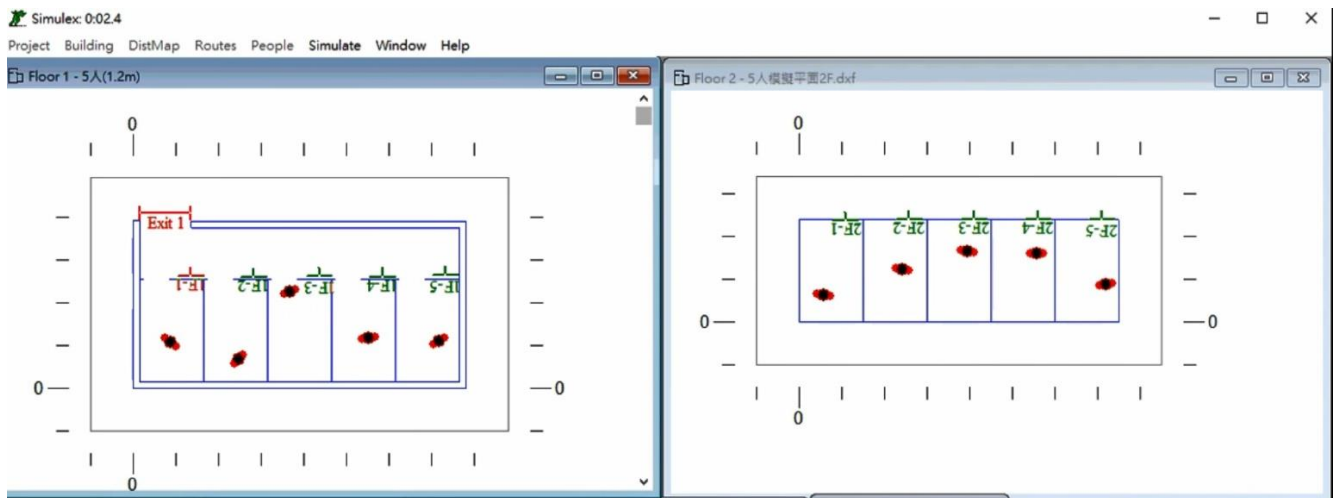 Simulex: 0:02.4
Project Building DistMap Routes People Simulate Window Help
Floor 1 - 5人(1.2m)
0
Exit 1
1F-1 1F-2 1F-3 1F-4 1F-5
0 0
0
Floor 2 - 5人模擬平面2F.dxf
0
2F-1 2F-2 2F-3 2F-4 2F-5
0 0
0